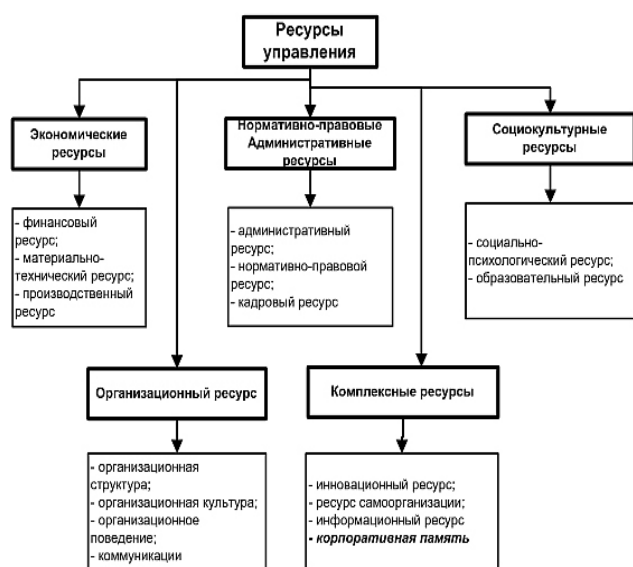 Ресурсы
управления
Экономические
ресурсы
Нормативно-правовые
Административные
ресурсы
Социокультурные
ресурсы
- финансовый
ресурс;
- материально-
технический ресурс;
- производственный
ресурс
- административный
ресурс;
- нормативно-правовой
ресурс;
- кадровый ресурс
- социально-
психологический ресурс;
- образовательный ресурс
Организационный ресурс
Комплексные ресурсы
- организационная
структура;
- организационная культура;
- организационное
поведение;
- коммуникации
- инновационный ресурс;
- ресурс самоорганизации;
- информационный ресурс
- корпоративная память